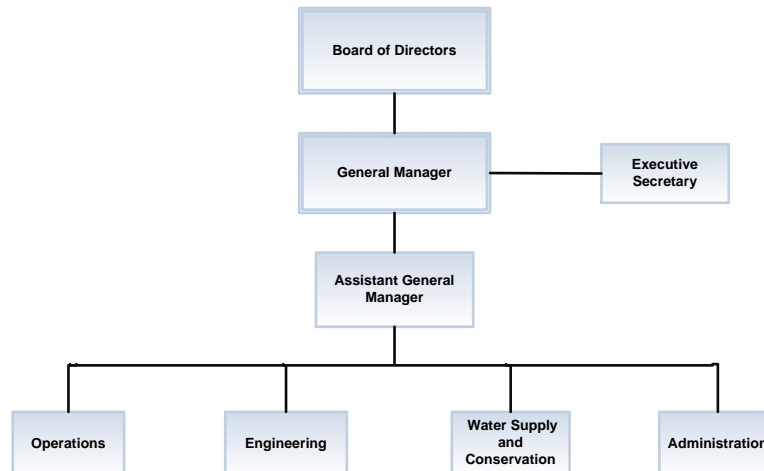 Board of Directors
General Manager
Executive
Secretary
Assistant General
Manager
Operations
Engineering
Water Supply
and
Conservation
Administration